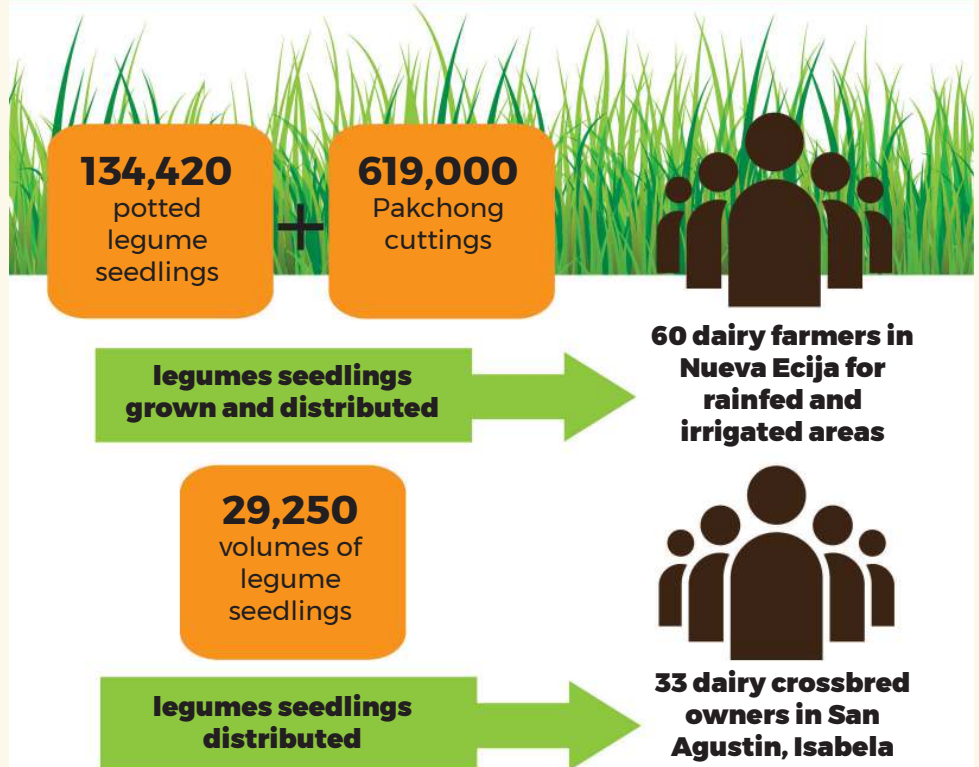 134,420
potted
legume
seedlings
+
619,000
Pakchong
cuttings
legumes seedlings
grown and distributed
60 dairy farmers in
Nueva Ecija for
rainfed and
irrigated areas
29,250
volumes of
legume
seedlings
legumes seedlings
distributed
33 dairy crossbred
owners in San
Agustin, Isabela